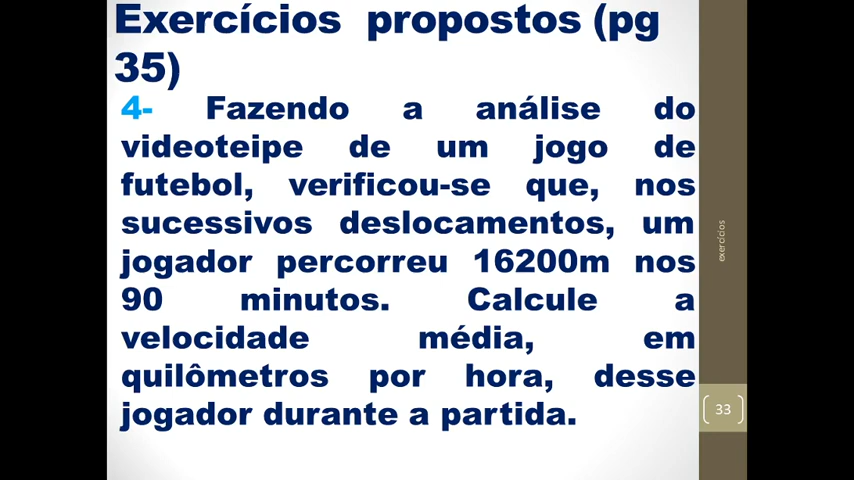 Exercícios propostos (pg
35)
4- Fazendo a análise do
videoteipe de um jogo de
futebol, verificou-se que, nos
sucessivos deslocamentos, um
jogador percorreu 16200m nos
90 minutos. Calcule a
velocidade média, em
quilômetros por hora, desse
jogador durante a partida.
exercícios
33